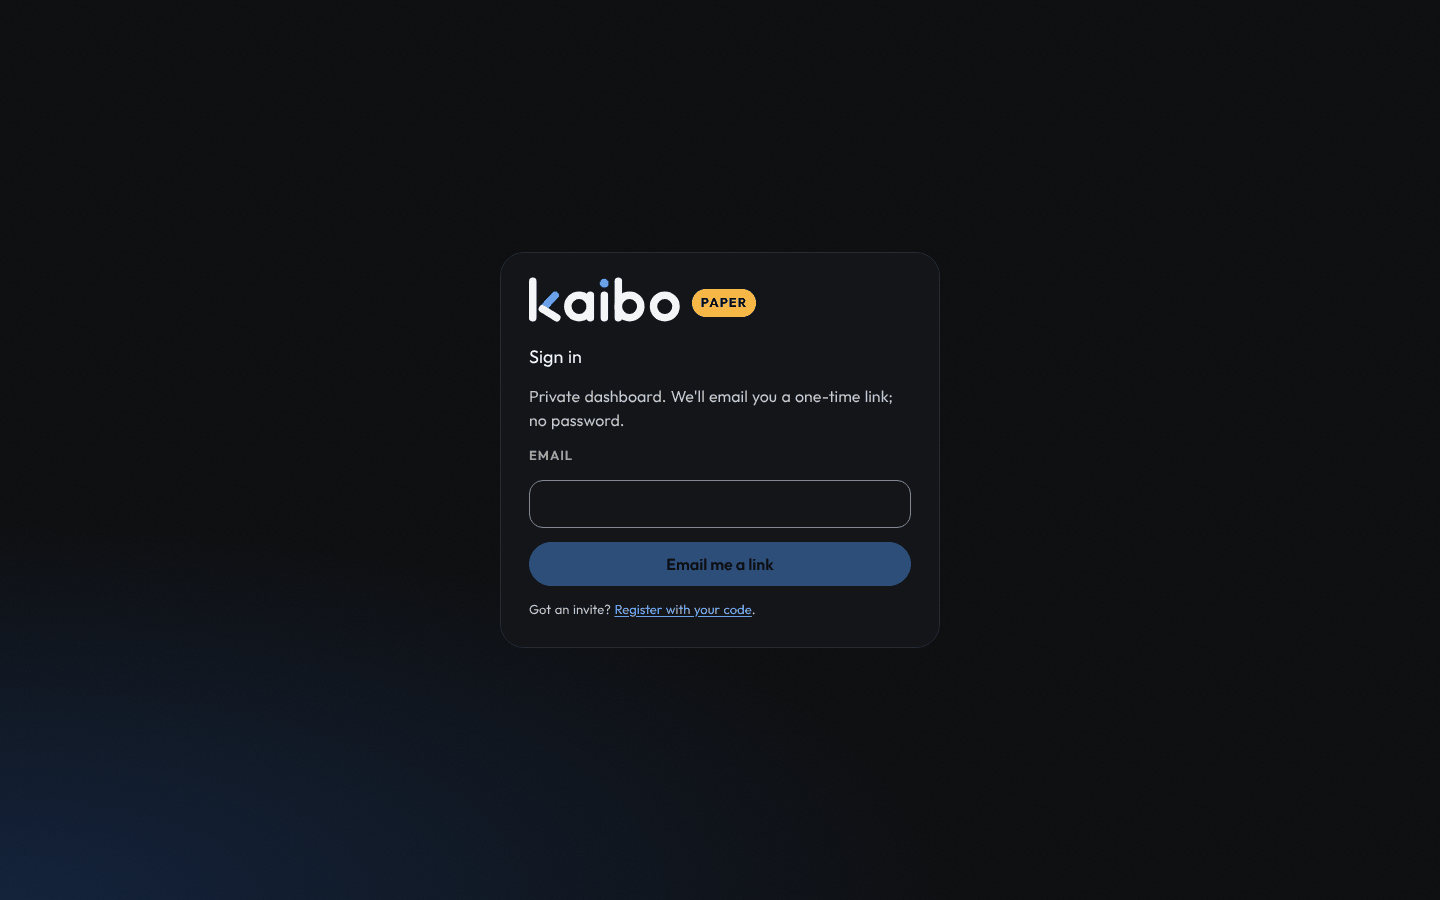 kaibo PAPER
Sign in
Private dashboard. We'll email you a one-time link;
no password.
EMAIL
Email me a link
Got an invite? Register with your code.